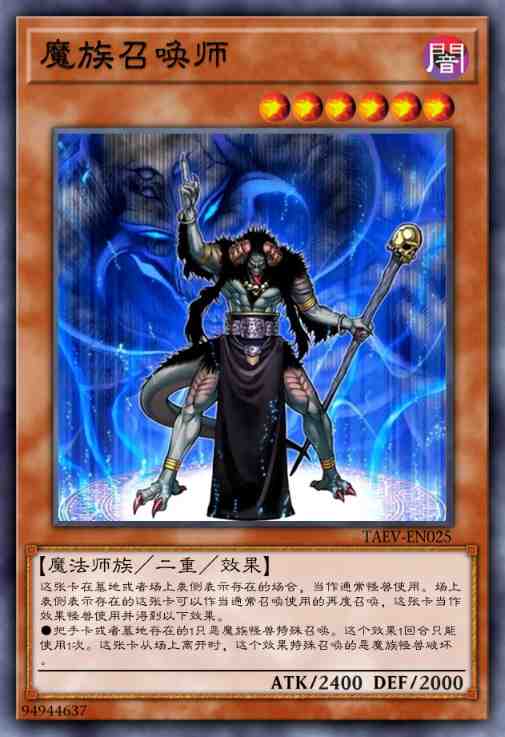 魔族召唤师
闇
TAEV-EN025
【魔法师族／二重／效果】
这张卡在墓地或者场上表侧表示存在的场合，当作通常怪兽使用。场上
表侧表示存在的这张卡可以作当通常召唤使用的再度召唤，这张卡当作
效果怪兽使用并得到以下效果。
●把手卡或者墓地存在的1只恶魔族怪兽特殊召唤。这个效果1回合只能
使用1次。这张卡从场上离开时，这个效果特殊召唤的恶魔族怪兽破坏
。
ATK/2400 DEF/2000
94944637